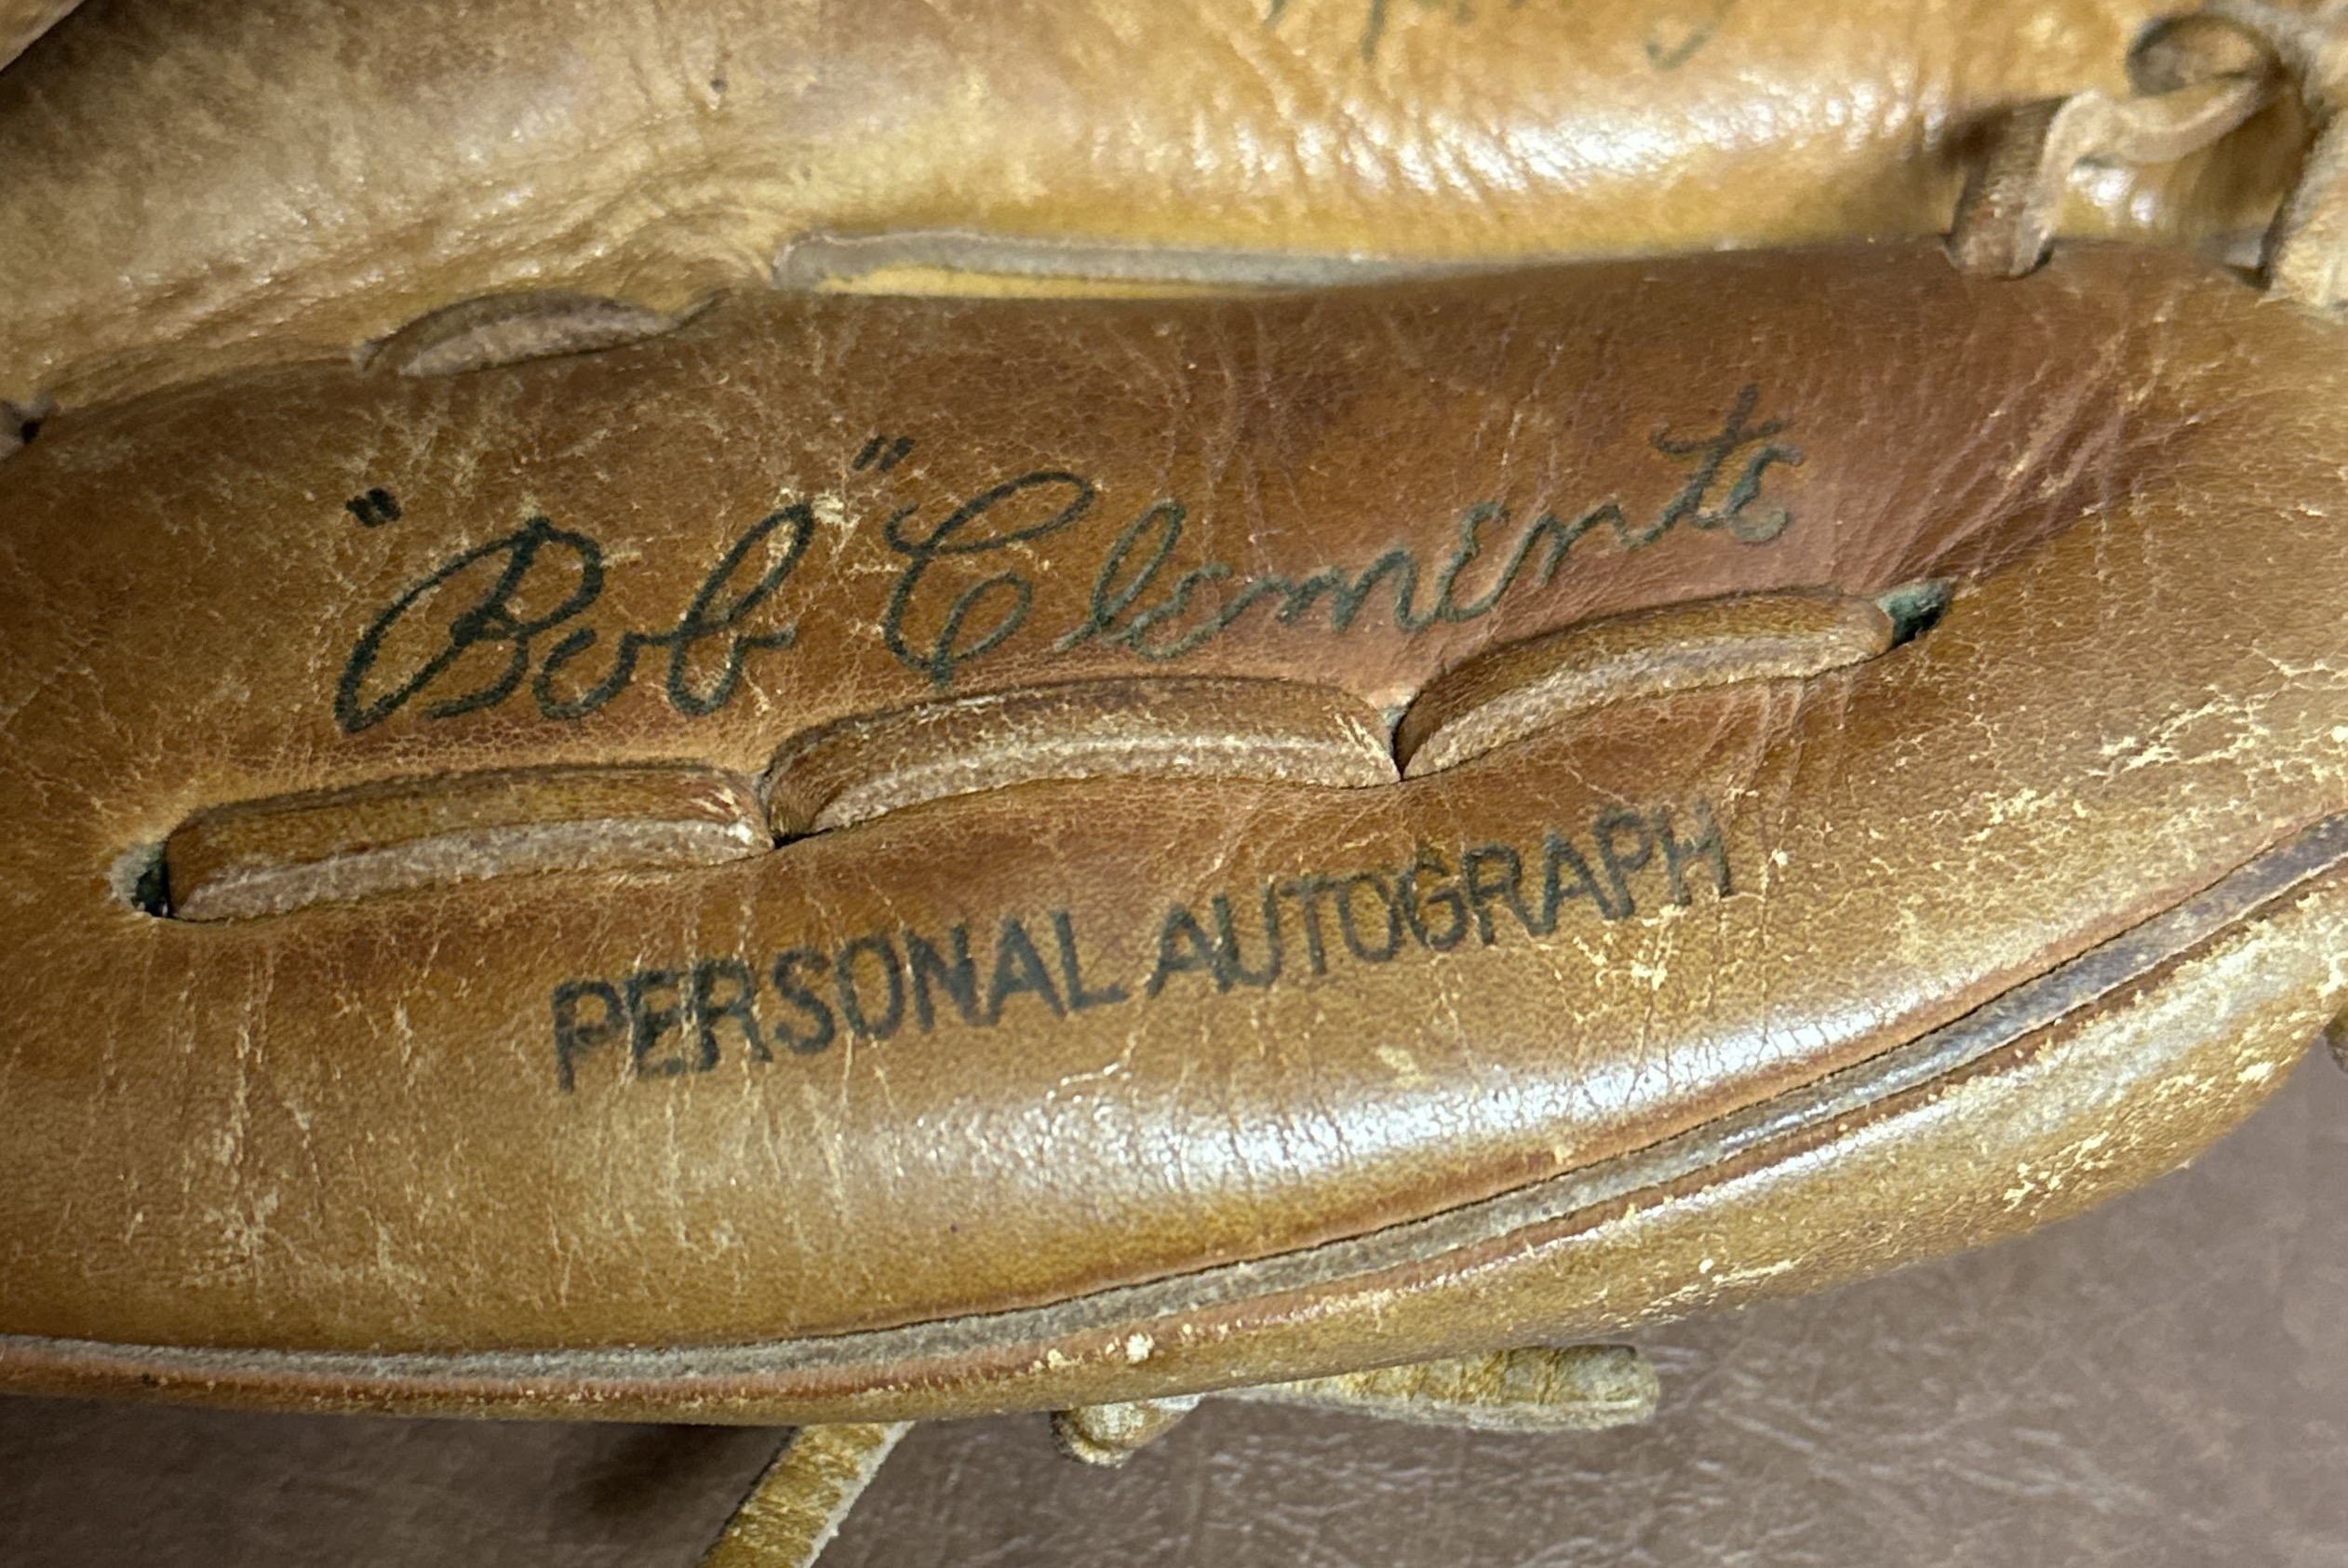 "Bob" Clemente
PERSONAL AUTOGRAPH